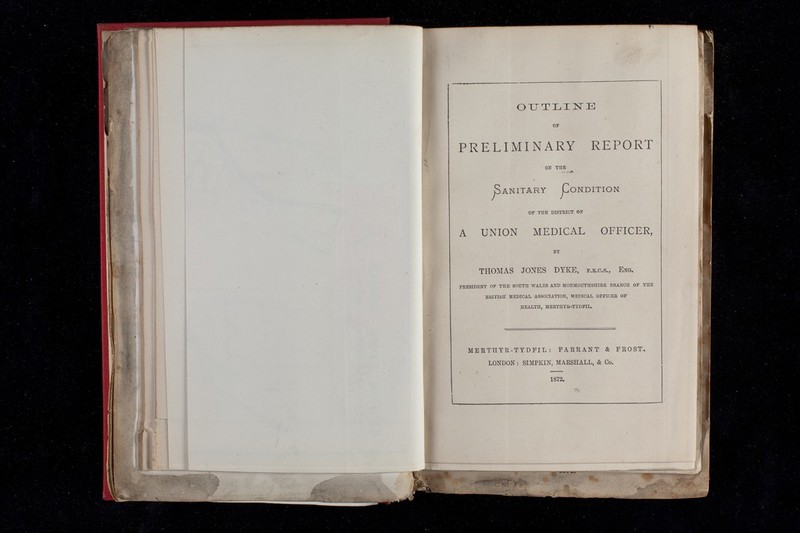 OUTLINE
OF
PRELIMINARY REPORT
ON THE
SANITARY CONDITION
OF THE DISTRICT OF
A UNION MEDICAL OFFICER,
BY
THOMAS JONES DYKE, F.R.C.S., ENG.
PRESIDENT OF THE SOUTH WALES AND MONMOUTHSHIRE BRANCH OF THE
BRITISH MEDICAL ASSOCIATION, MEDICAL OFFICER OF
HEALTH, MERTHYR-TYDFIL.
MERTHYR-TYDFIL: FARRANT & FROST.
LONDON: SIMPKIN, MARSHALL, & Co.
1872.